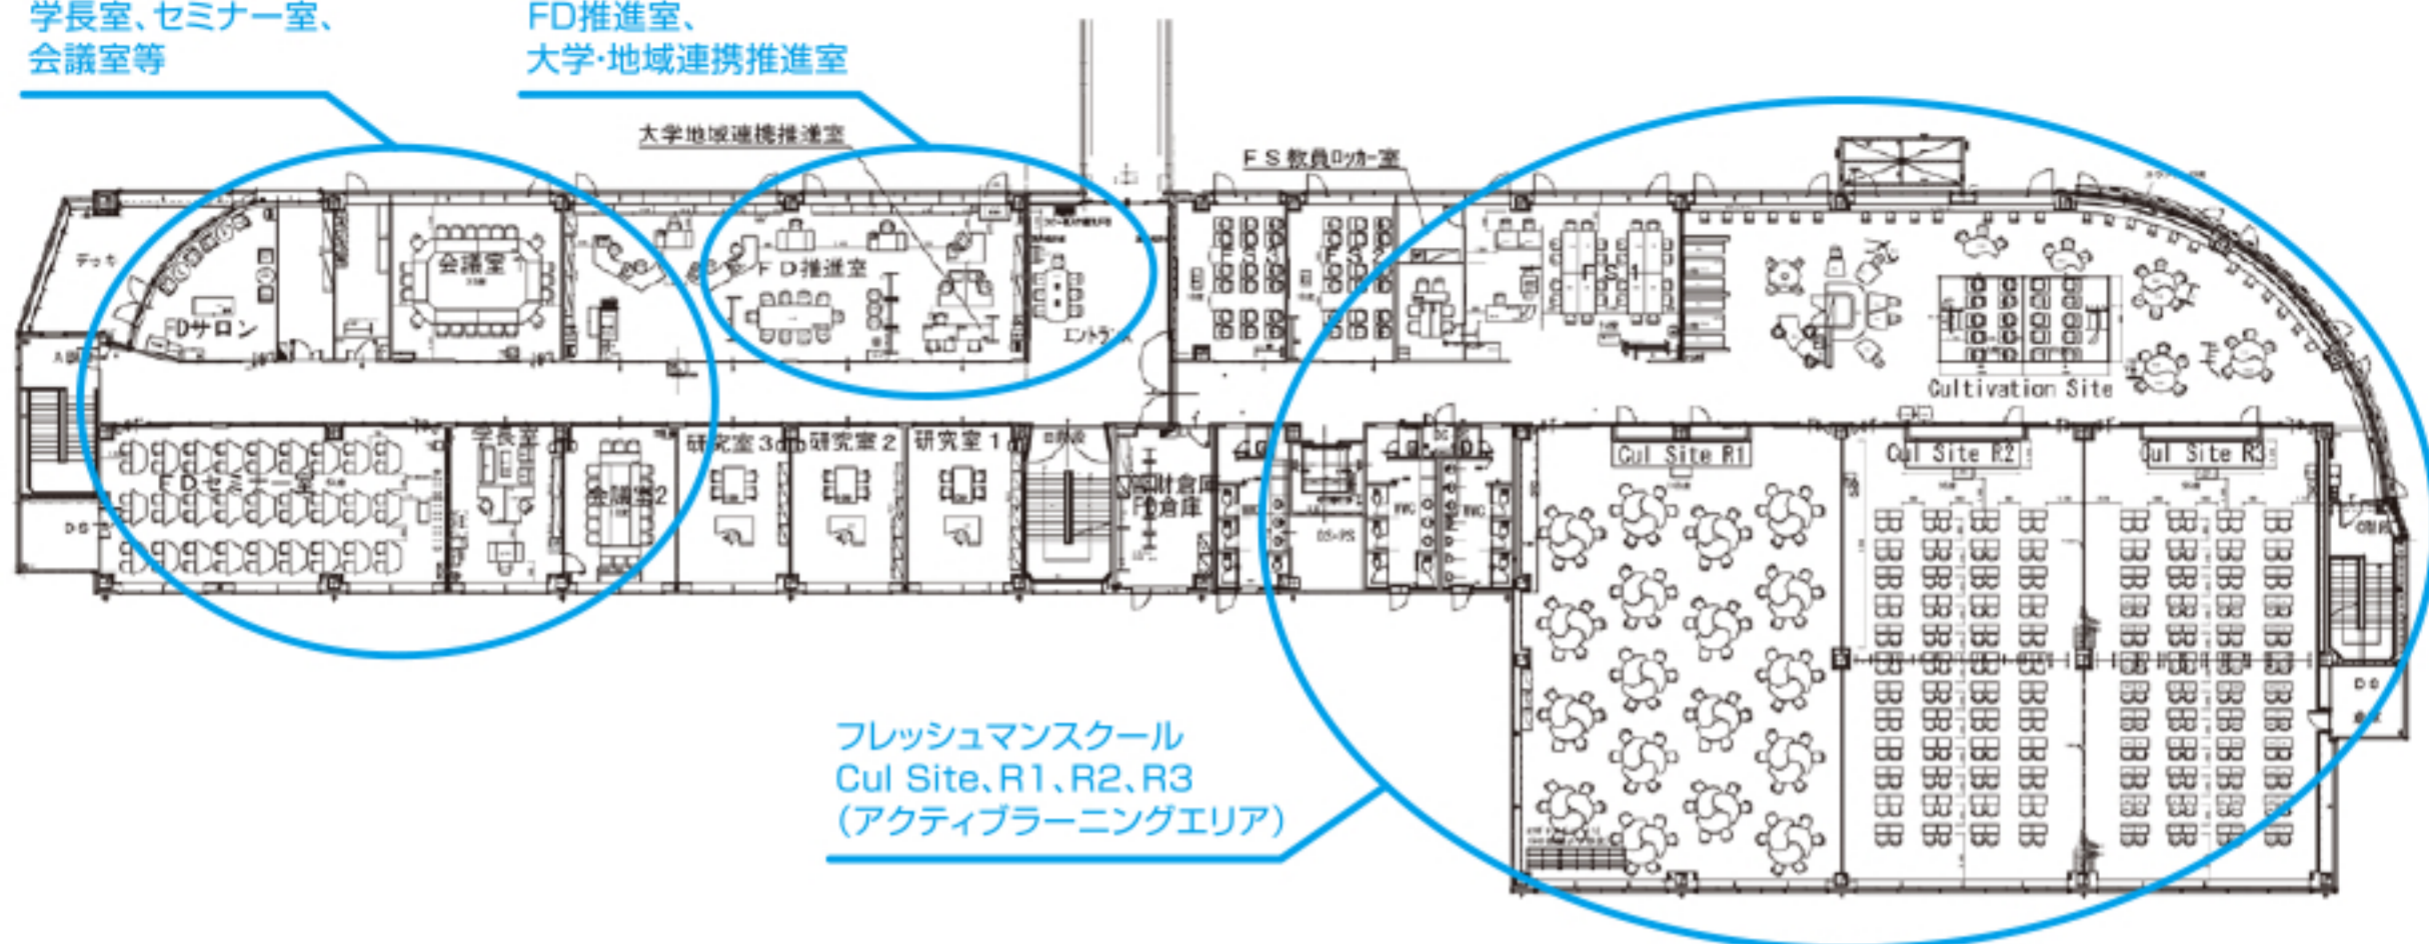 学長室、セミナー室、
会議室等
FD推進室、
大学・地域連携推進室
大学地域連携推進室
FS教員ロッカー室
デッキ
Dサロン
会議室
FD推進室
エントランス
FS2
FS1
Cultivation Site
FDセミナー室
学長室
会議室2
研究室3
研究室2
研究室1
Cul Site R1
Cul Site R2
Cul Site R3
DS
DS・PS
DS
フレッシュマンスクール
Cul Site、R1、R2、R3
(アクティブラーニングエリア)